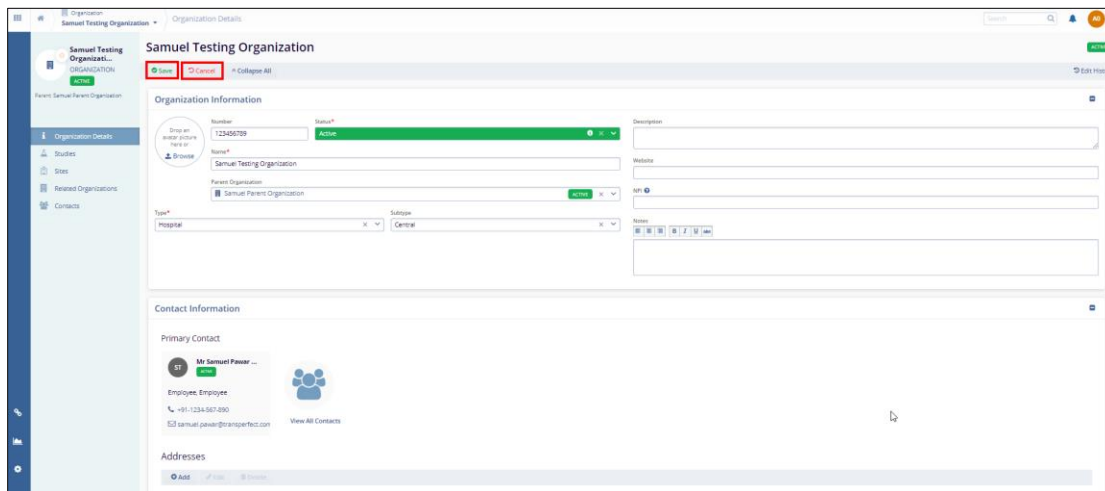 Organization
Samuel Testing Organization
Organization Details
Search
Samuel Testing
Organizati...
ORGANIZATION
ACTIVE
Parent: Samuel Parent Organization
Organization Details
Studies
Sites
Related Organizations
Contacts
Samuel Testing Organization
Save
Cancel
Collapse All
Organization Information
Drop an
avatar picture
here or
Browse
Number
123456789
Status*
Active
Name*
Samuel Testing Organization
Parent Organization
Samuel Parent Organization
ACTIVE
Type*
Hospital
Subtype
Central
Description
Website
NPI
Notes
B I U abc
Contact Information
Primary Contact
ST
Mr Samuel Pawar ...
ACTIVE
Employee, Employee
+91-1234-567-890
samuel.pawar@transperfect.com
View All Contacts
Addresses
Add
Edit
Delete